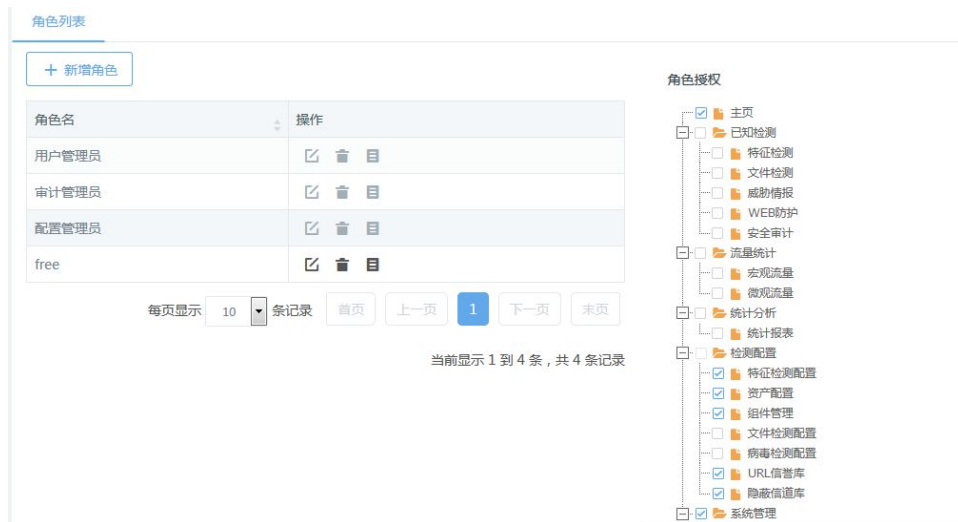 角色列表
+ 新增角色
角色名 操作
用户管理员
审计管理员
配置管理员
free
每页显示 10 条记录 首页 上一页 1 下一页 末页
当前显示 1 到 4 条，共 4 条记录
角色授权
主页
已知检测
特征检测
文件检测
威胁情报
WEB防护
安全审计
流量统计
宏观流量
微观流量
统计分析
统计报表
检测配置
特征检测配置
资产配置
组件管理
文件检测配置
病毒检测配置
URL信誉库
隐蔽信道库
系统管理